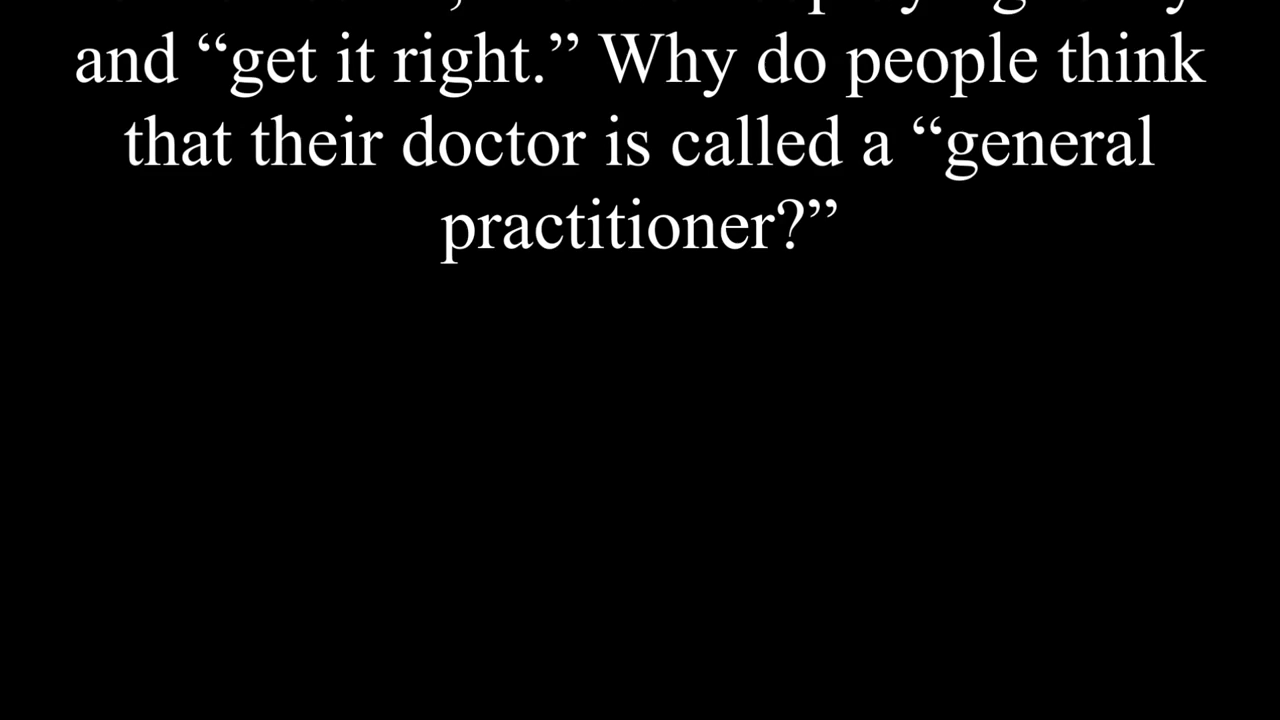 and “get it right.” Why do people think
that their doctor is called a “general
practitioner?”